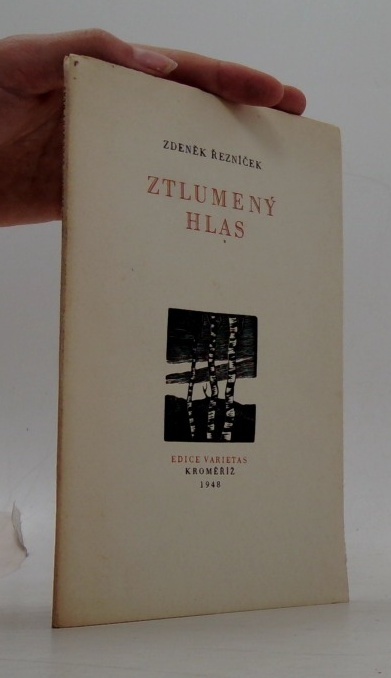 ZDENĚK ŘEZNÍČEK
ZTLUMENÝ
HLAS
EDICE VARIETAS
KROMĚŘÍŽ
1948